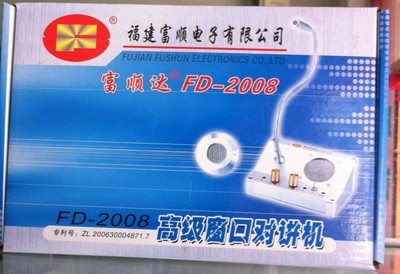 福建富顺电子有限公司
FUJIAN FUSHUN ELECTRONICS CO.,LTD
富顺达® FD-2008
FD-2008 高级窗口对讲机
专利号：ZL 200630004871.7